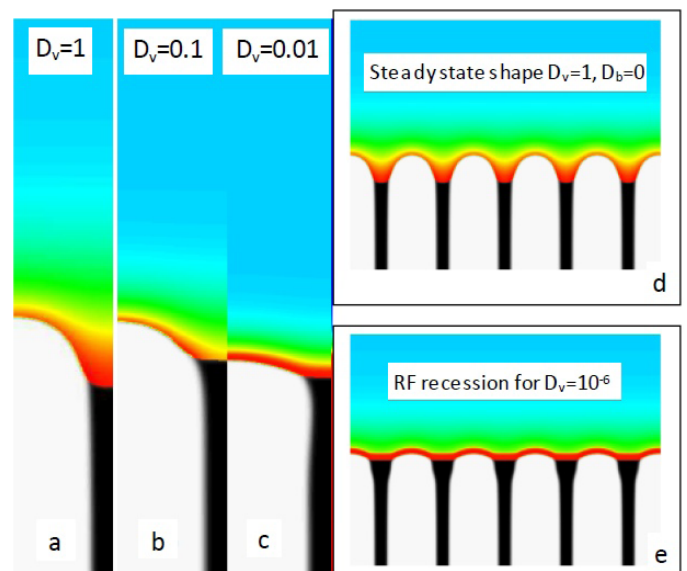 Dv=1
Dv=0.1
Dv=0.01
a
b
c
Steady state shape Dv=1, Db=0
d
RF recession for Dv=10-6
e